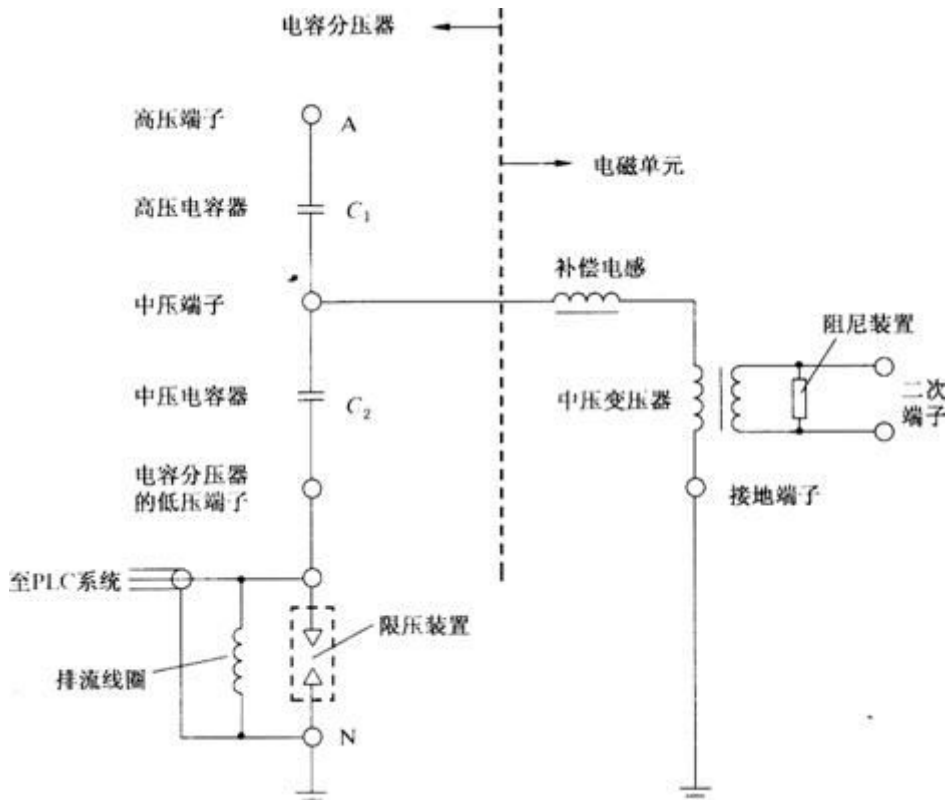 电容分压器
高压端子
A
电磁单元
高压电容器
C₁
补偿电感
中压端子
阻尼装置
中压电容器
C₂
中压变压器
二次
端子
电容分压器
的低压端子
接地端子
至PLC系统
限压装置
排流线圈
N